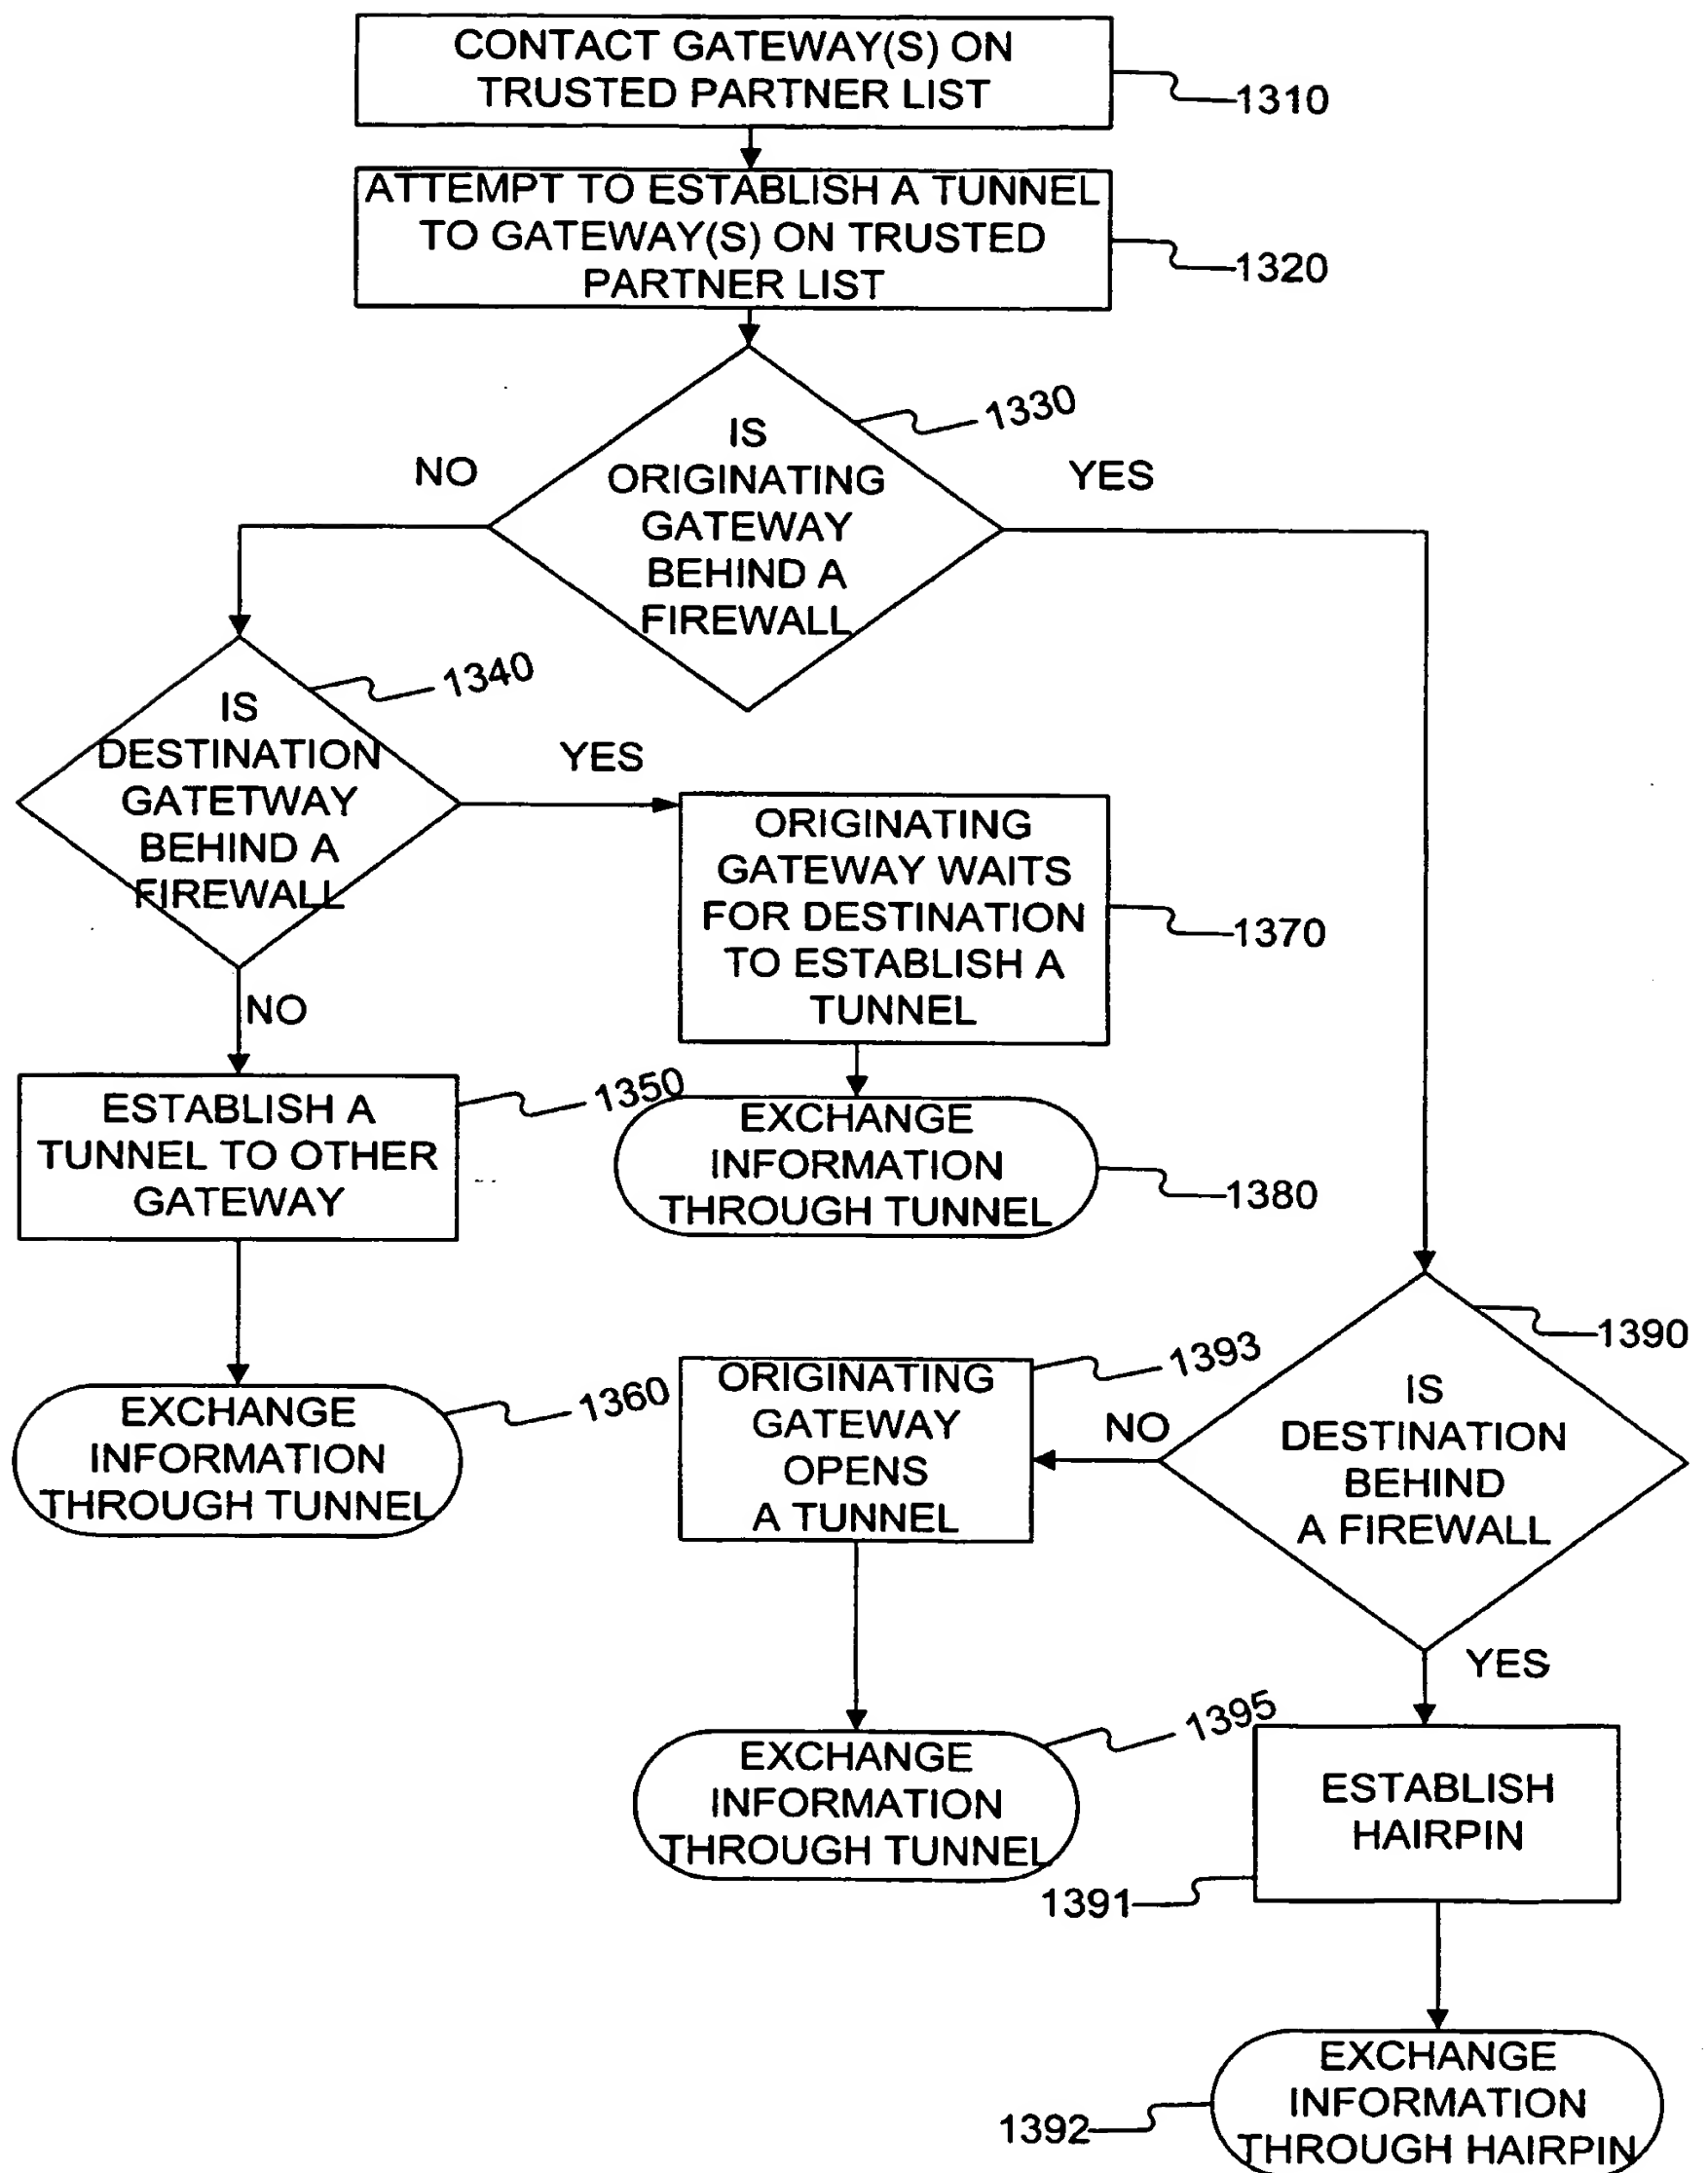 CONTACT GATEWAY(S) ON
TRUSTED PARTNER LIST
1310
ATTEMPT TO ESTABLISH A TUNNEL
TO GATEWAY(S) ON TRUSTED
PARTNER LIST
1320
IS
ORIGINATING
GATEWAY
BEHIND A
FIREWALL
1330
NO
YES
IS
DESTINATION
GATETWAY
BEHIND A
FIREWALL
1340
YES
NO
ORIGINATING
GATEWAY WAITS
FOR DESTINATION
TO ESTABLISH A
TUNNEL
1370
ESTABLISH A
TUNNEL TO OTHER
GATEWAY
1350
EXCHANGE
INFORMATION
THROUGH TUNNEL
1380
EXCHANGE
INFORMATION
THROUGH TUNNEL
1360
IS
DESTINATION
BEHIND
A FIREWALL
1390
NO
YES
ORIGINATING
GATEWAY
OPENS
A TUNNEL
1393
EXCHANGE
INFORMATION
THROUGH TUNNEL
1395
ESTABLISH
HAIRPIN
1391
EXCHANGE
INFORMATION
THROUGH HAIRPIN
1392